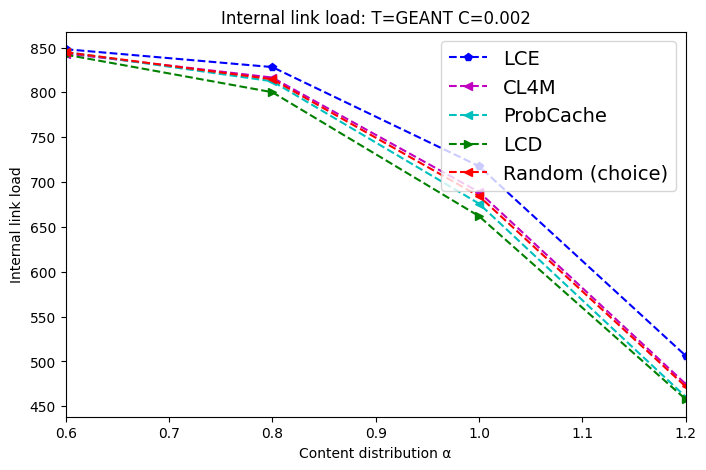 Internal link load: T=GEANT C=0.002
850
800
750
700
650
600
550
500
450
Internal link load
LCE
CL4M
ProbCache
LCD
Random (choice)
0.6 0.7 0.8 0.9 1.0 1.1 1.2
Content distribution α